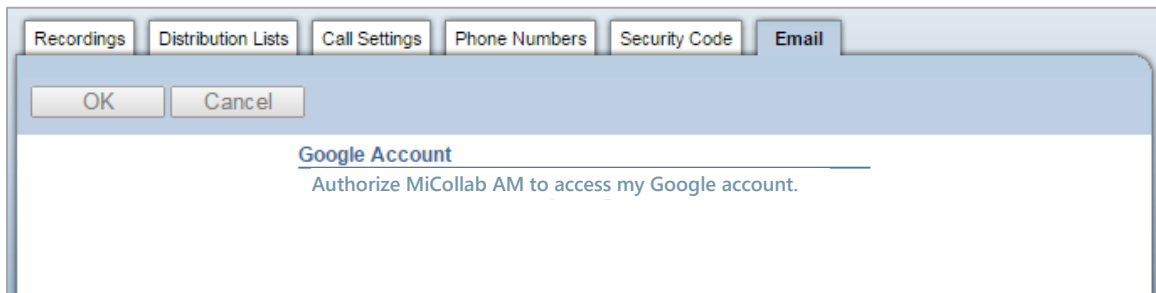 Recordings Distribution Lists Call Settings Phone Numbers Security Code Email
OK Cancel
Google Account
Authorize MiCollab AM to access my Google account.